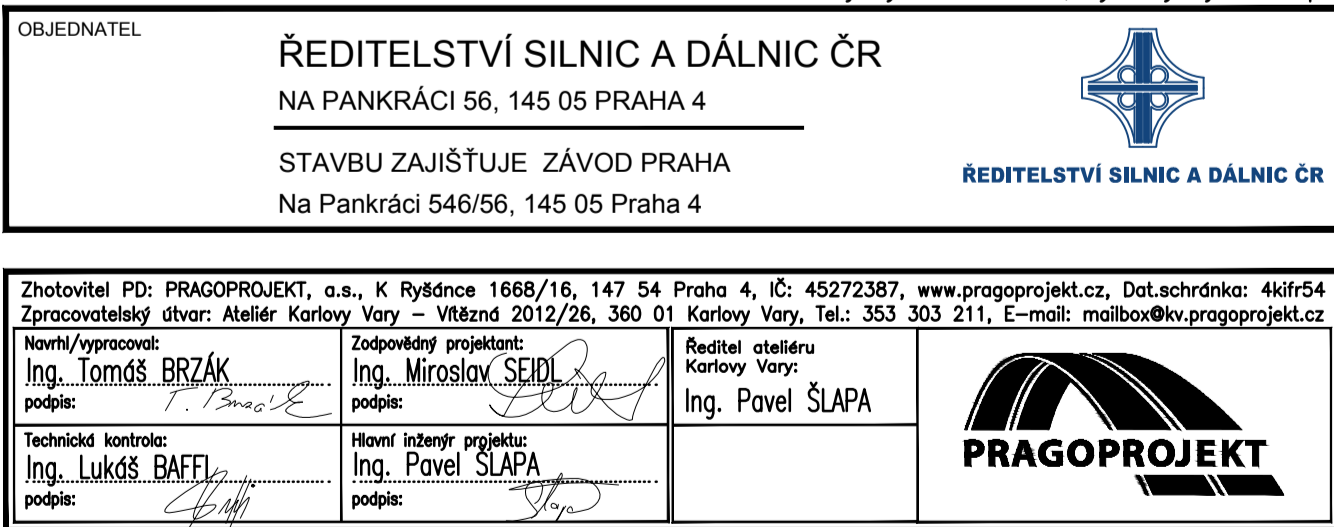 OBJEDNATEL
ŘEDITELSTVÍ SILNIC A DÁLNIC ČR
NA PANKRÁCI 56, 145 05 PRAHA 4
STAVBU ZAJIŠŤUJE ZÁVOD PRAHA
Na Pankráci 546/56, 145 05 Praha 4
ŘEDITELSTVÍ SILNIC A DÁLNIC ČR
Zhotovitel PD: PRAGOPROJEKT, a.s., K Ryšánce 1668/16, 147 54 Praha 4, IČ: 45272387, www.pragoprojekt.cz, Dat.schránka: 4kifr54
Zpracovatelský útvar: Ateliér Karlovy Vary – Vítězná 2012/26, 360 01 Karlovy Vary, Tel.: 353 303 211, E-mail: mailbox@kv.pragoprojekt.cz
Navrhl/vypracoval:
Ing. Tomáš BRZÁK
podpis: T. Brzák
Zodpovědný projektant:
Ing. Miroslav SEIDL
podpis:
Ředitel ateliéru
Karlovy Vary:
Ing. Pavel ŠLAPA
Technická kontrola:
Ing. Lukáš BAFFI
podpis:
Hlavní inženýr projektu:
Ing. Pavel ŠLAPA
podpis:
PRAGOPROJEKT